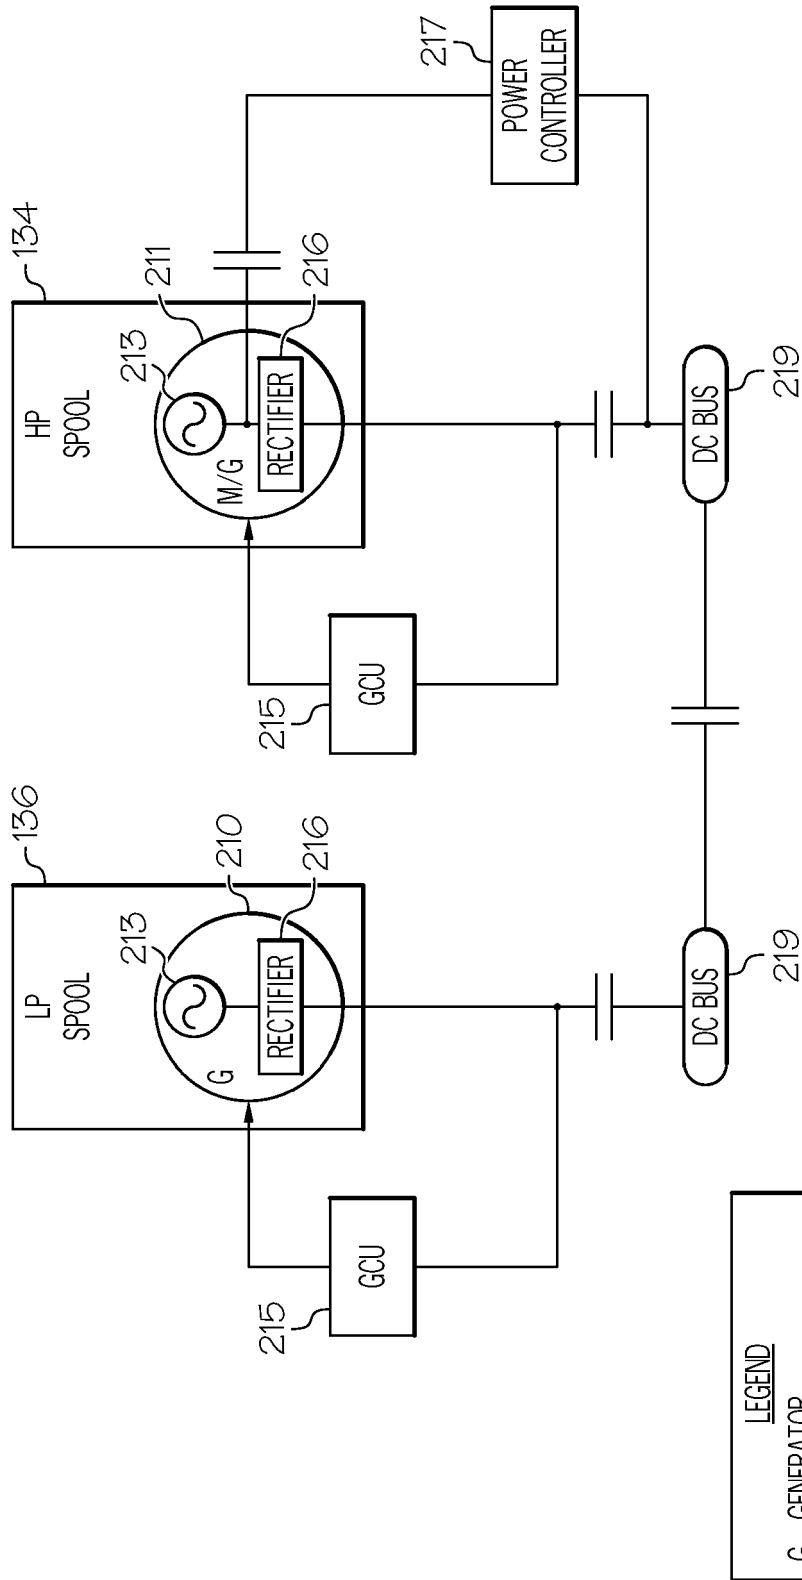 136
LP
SPOOL
213
210
G
RECTIFIER
216
215
GCU
DC BUS
219
134
HP
SPOOL
213
211
M/G
RECTIFIER
216
215
GCU
217
POWER
CONTROLLER
DC BUS
219
LEGEND
G GENERATOR